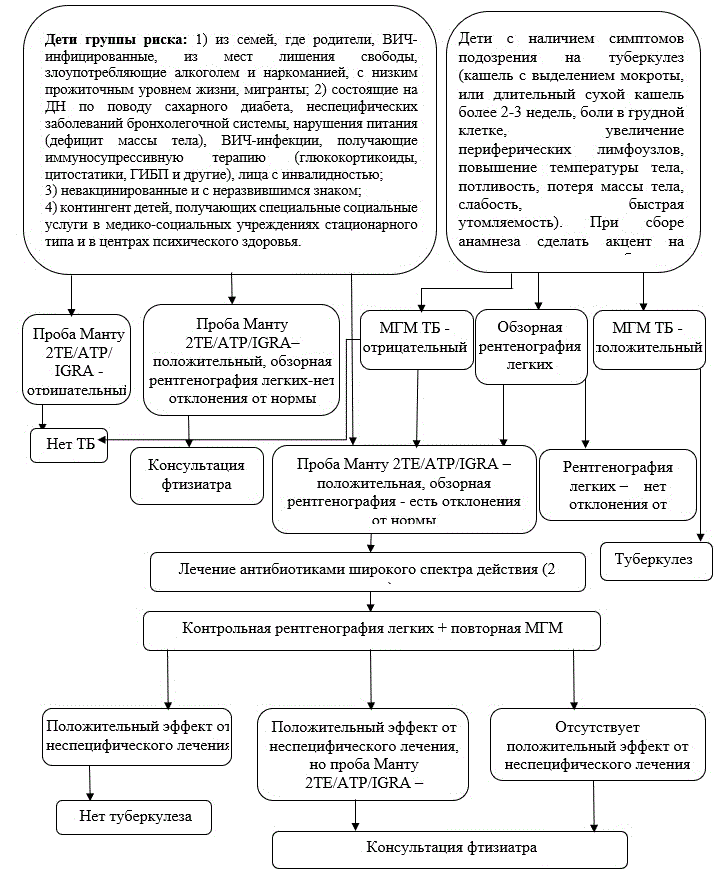 Дети группы риска: 1) из семей, где родители, ВИЧ-
инфицированные, из мест лишения свободы,
злоупотребляющие алкоголем и наркоманией, с низким
прожиточным уровнем жизни, мигранты; 2) состоящие на
ДН по поводу сахарного диабета, неспецифических
заболеваний бронхолегочной системы, нарушения питания
(дефицит массы тела), ВИЧ-инфекции, получающие
иммуносупрессивную терапию (глюкокортикоиды,
цитостатики, ГИБП и другие), лица с инвалидностью;
3) невакцинированные и с неразвившимся знаком;
4) контингент детей, получающих специальные социальные
услуги в медико-социальных учреждениях стационарного
типа и в центрах психического здоровья.
Дети с наличием симптомов
подозрения на туберкулез
(кашель с выделением мокроты,
или длительный сухой кашель
более 2-3 недель, боли в грудной
клетке, увеличение
периферических лимфоузлов,
повышение температуры тела,
потливость, потеря массы тела,
слабость, быстрая
утомляемость). При сборе
анамнеза сделать акцент на
Проба Манту
2ТЕ/АТР/
IGRA -
отрицательный
Проба Манту
2ТЕ/АТР/IGRA–
положительный, обзорная
рентгенография легких-нет
отклонения от нормы
МГМ ТБ -
отрицательный
Обзорная
рентенография
легких
МГМ ТБ -
положительный
Нет ТБ
Консультация
фтизиатра
Проба Манту 2ТЕ/АТР/IGRA –
положительная, обзорная
рентгенография - есть отклонения
от нормы
Рентгенография
легких – нет
отклонения от
Туберкулез
Лечение антибиотиками широкого спектра действия (2
Контрольная рентгенография легких + повторная МГМ
Положительный эффект от
неспецифического лечения
Положительный эффект от
неспецифического лечения,
но проба Манту
2ТЕ/АТР/IGRA –
Отсутствует
положительный эффект от
неспецифического лечения
Нет туберкулеза
Консультация фтизиатра